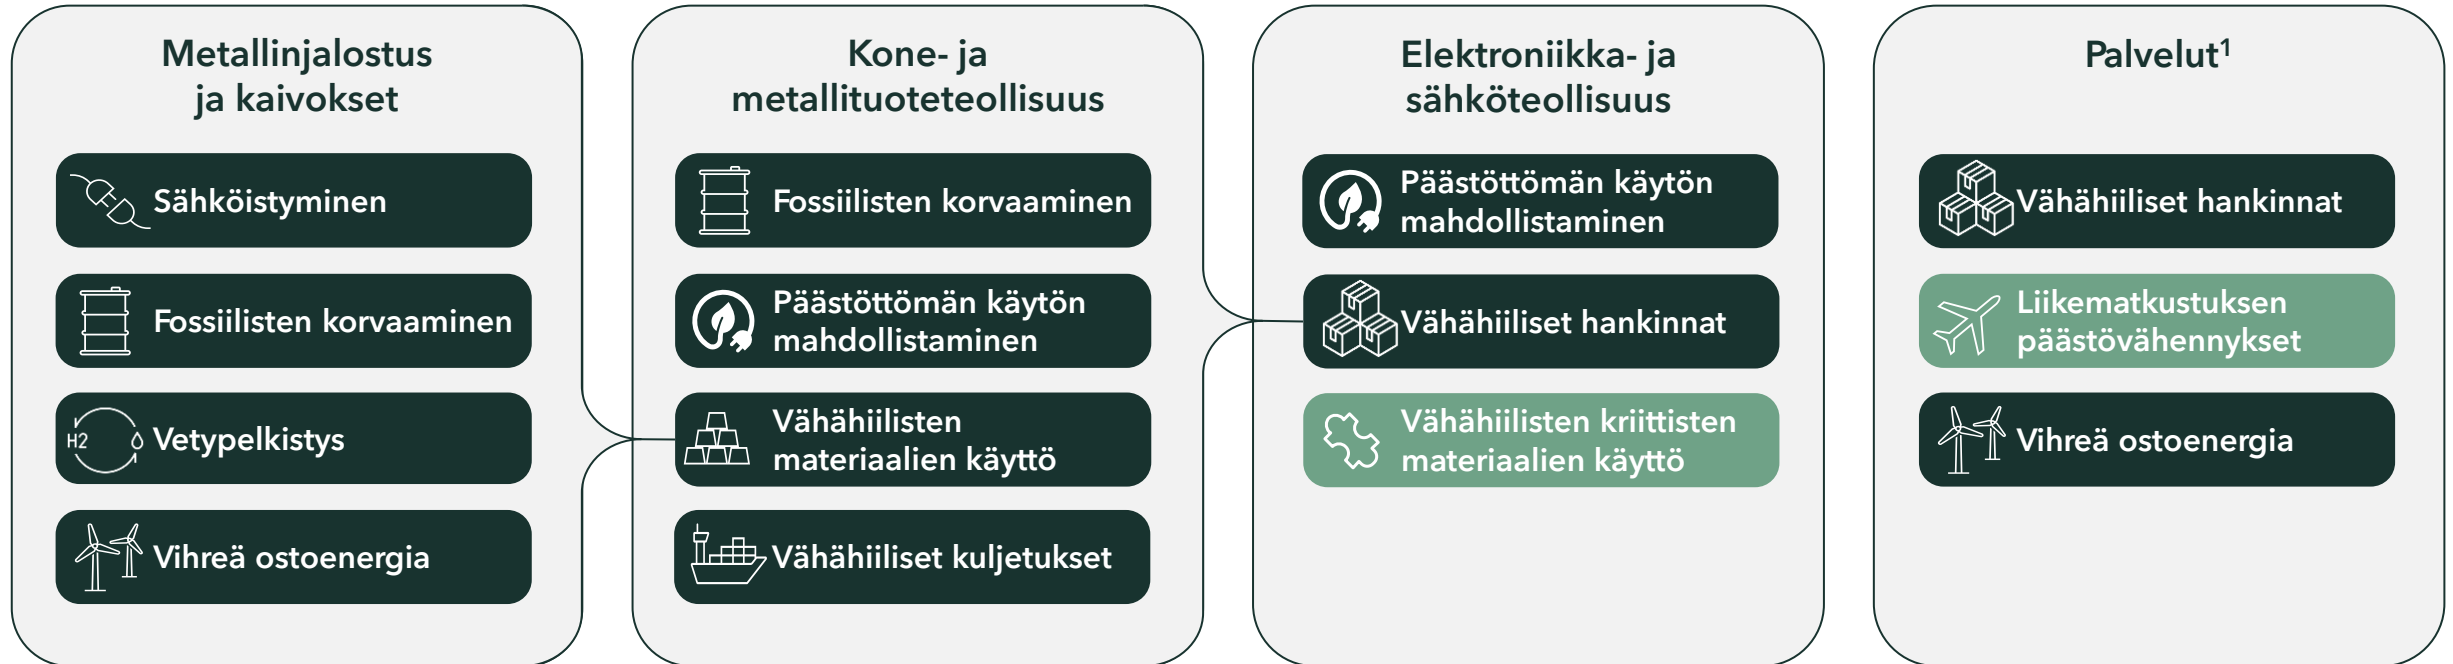 Metallinjalostus
ja kaivokset
Sähköistyminen
Fossiilisten korvaaminen
H2
Vetypelkistys
Vihreä ostoenergia
Kone- ja
metallituoteteollisuus
Fossiilisten korvaaminen
Päästöttömän käytön
mahdollistaminen
Vähähiilisten
materiaalien käyttö
Vähähiiliset kuljetukset
Elektroniikka- ja
sähköteollisuus
Päästöttömän käytön
mahdollistaminen
Vähähiiliset hankinnat
Vähähiilisten kriittisten
materiaalien käyttö
Palvelut¹
Vähähiiliset hankinnat
Liikematkustuksen
päästövähennykset
Vihreä ostoenergia